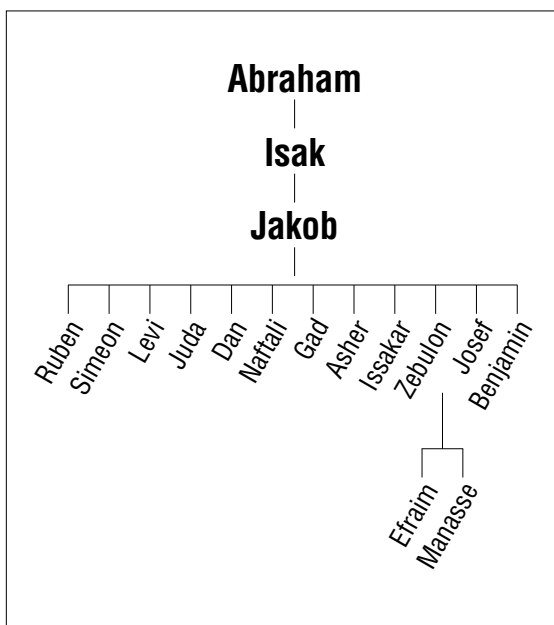 Abraham
Isak
Jakob
Ruben
Simeon
Levi
Juda
Dan
Naftali
Gad
Asher
Issakar
Zebulon
Josef
Benjamin
Efraim
Manasse